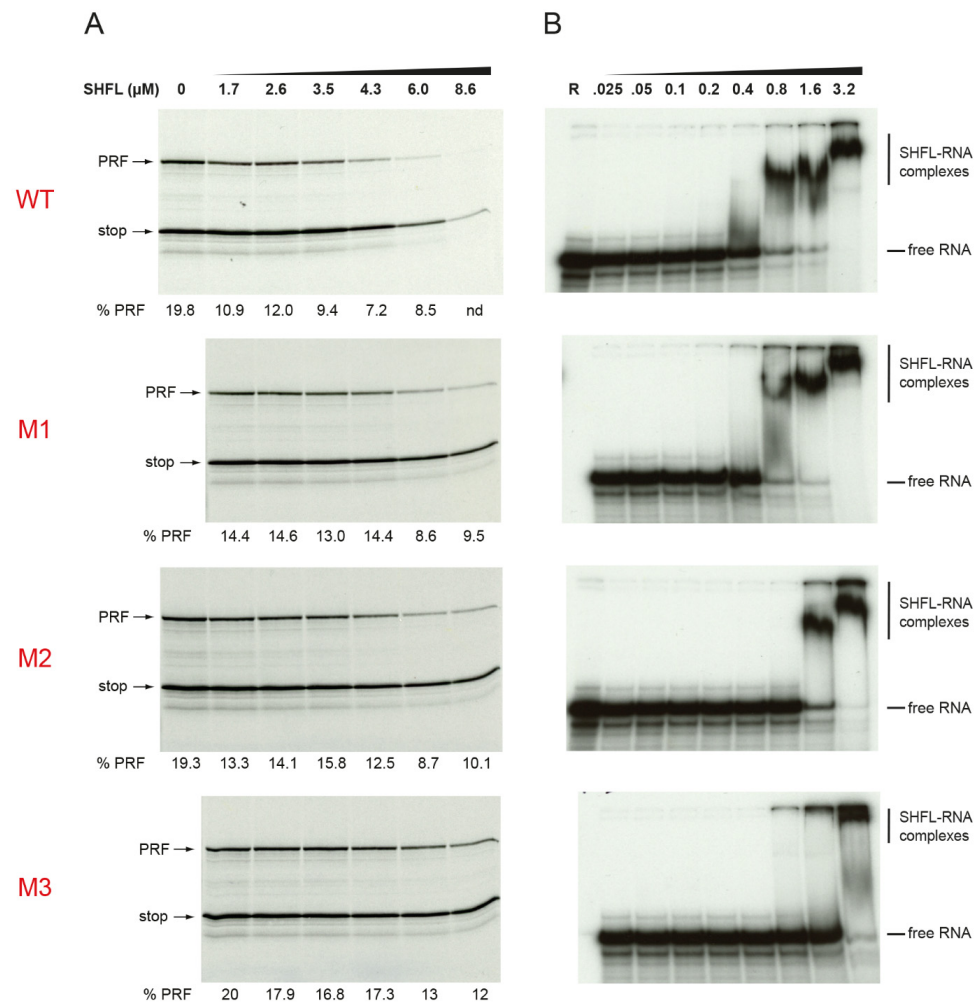 A
B
SHFL (µM) 0 1.7 2.6 3.5 4.3 6.0 8.6
R .025 .05 0.1 0.2 0.4 0.8 1.6 3.2
WT
PRF
stop
% PRF 19.8 10.9 12.0 9.4 7.2 8.5 nd
SHFL-RNA
complexes
free RNA
M1
PRF
stop
% PRF 14.4 14.6 13.0 14.4 8.6 9.5
SHFL-RNA
complexes
free RNA
M2
PRF
stop
% PRF 19.3 13.3 14.1 15.8 12.5 8.7 10.1
SHFL-RNA
complexes
free RNA
M3
PRF
stop
% PRF 20 17.9 16.8 17.3 13 12
SHFL-RNA
complexes
free RNA